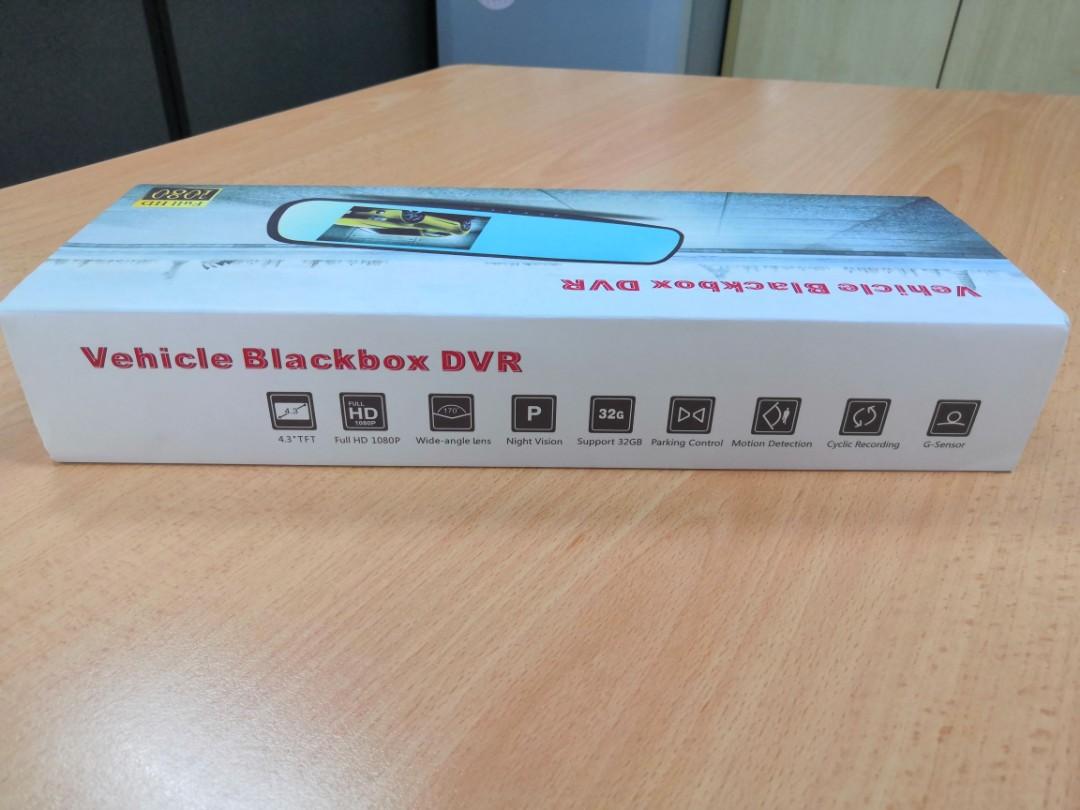 Full HD
1080
Vehicle Blackbox DVR
Vehicle Blackbox DVR
4.3"
FULL
HD
1080P
170°
P
32G
4.3"TFT
Full HD 1080P
Wide-angle lens
Night Vision
Support 32GB
Parking Control
Motion Detection
Cyclic Recording
G-Sensor